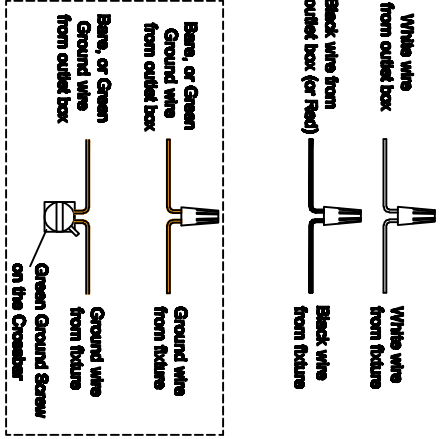 White wire
from outlet box
White wire
from fixture
Black wire from
outlet box (or Red)
Black wire
from fixture
Bare, or Green
Ground wire
from outlet box
Ground wire
from fixture
Bare, or Green
Ground wire
from outlet box
Ground wire
from fixture
Green Ground Screw
on the Crossbar